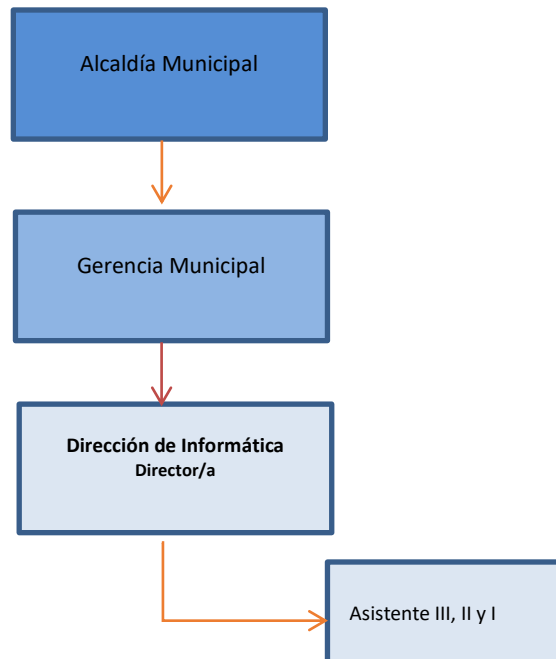 Alcaldía Municipal
Gerencia Municipal
Dirección de Informática
Director/a
Asistente III, II y I